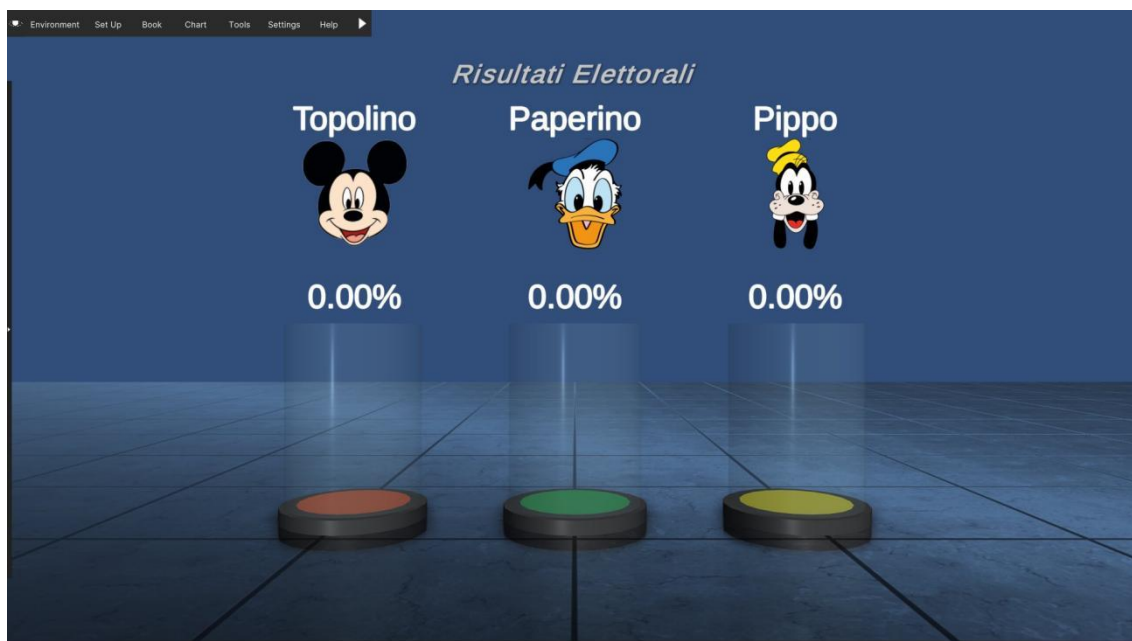 Environment Set Up Book Chart Tools Settings Help
Risultati Elettorali
Topolino Paperino Pippo
0.00% 0.00% 0.00%